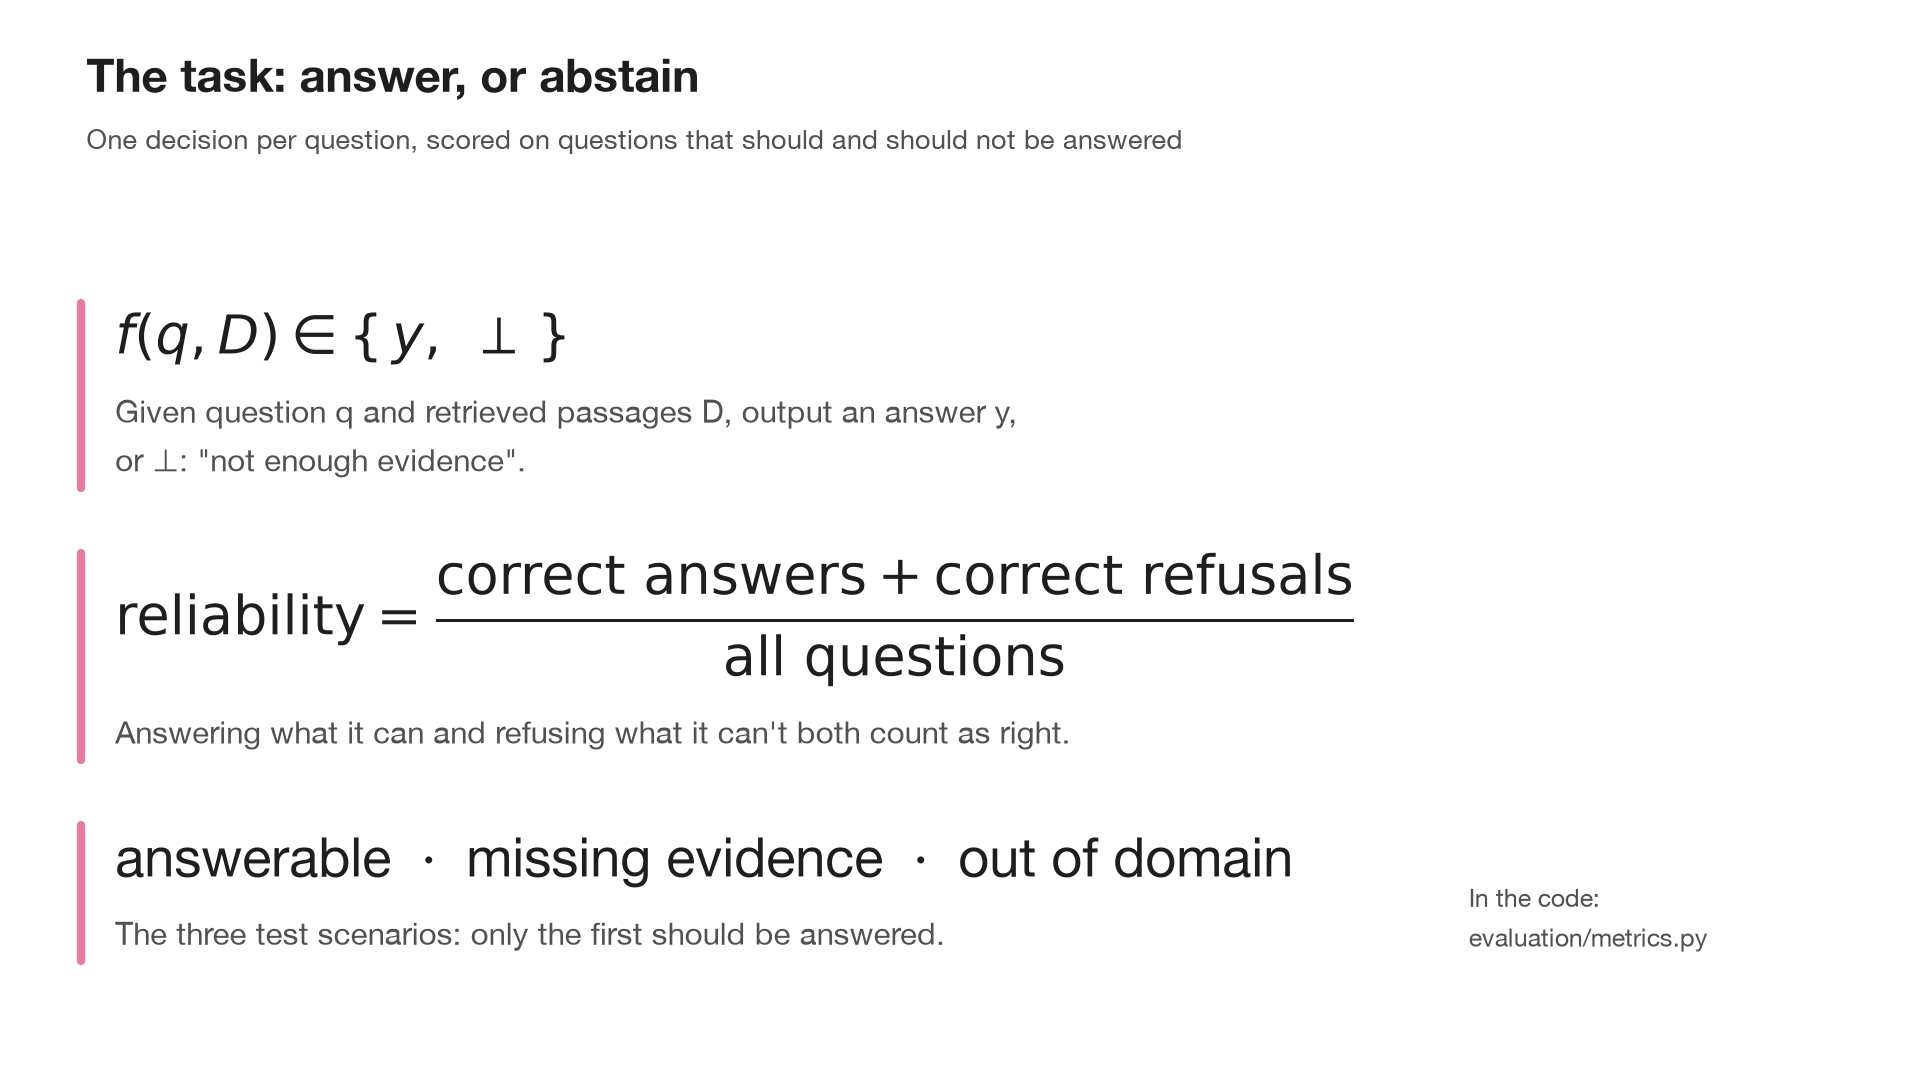 The task: answer, or abstain
One decision per question, scored on questions that should and should not be answered
f(q, D) ∈ { y, ⊥ }
Given question q and retrieved passages D, output an answer y,
or ⊥: "not enough evidence".
reliability = correct answers + correct refusals
all questions
Answering what it can and refusing what it can't both count as right.
answerable · missing evidence · out of domain
The three test scenarios: only the first should be answered.
In the code:
evaluation/metrics.py